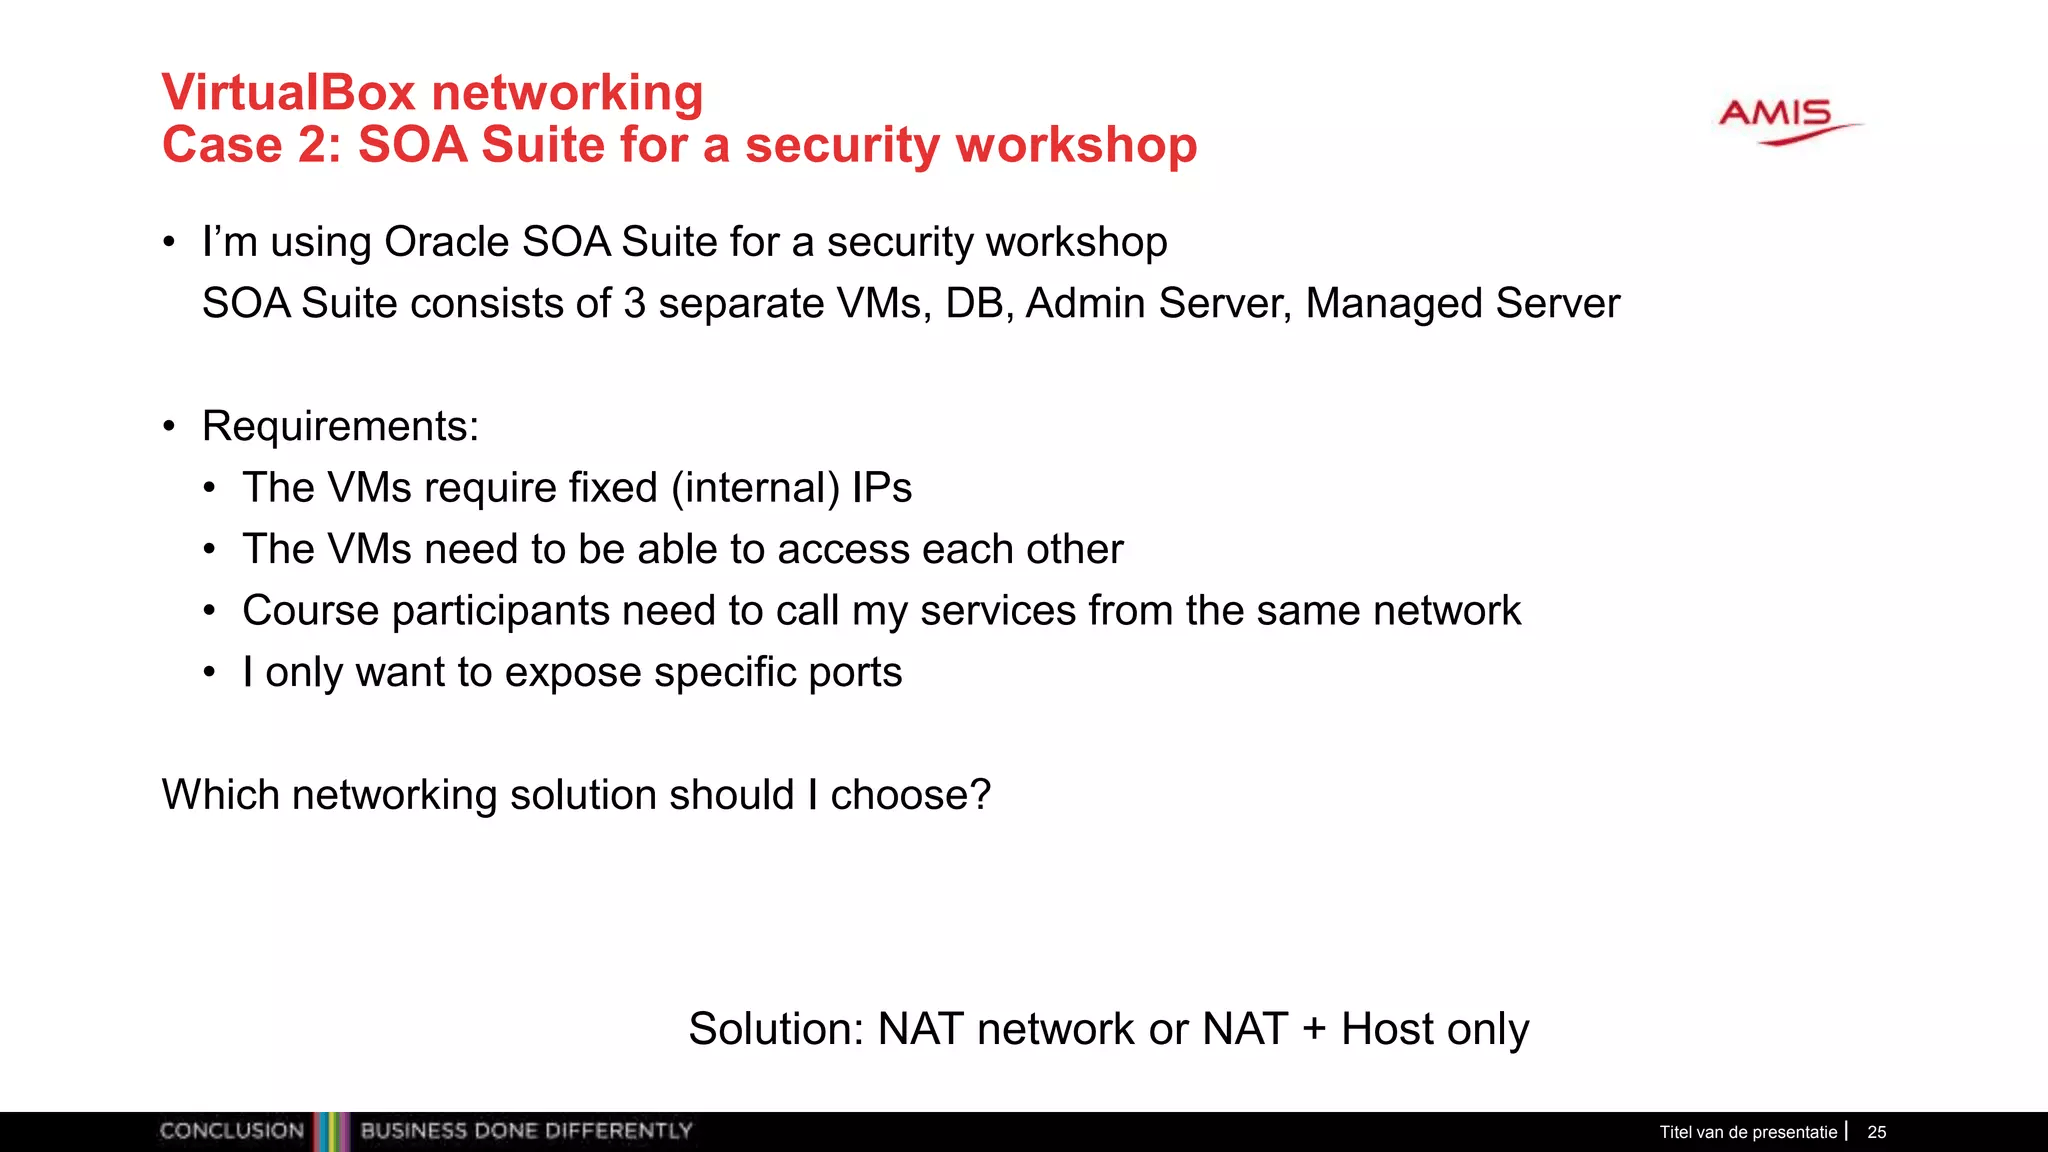 VirtualBox networking
Case 2: SOA Suite for a security workshop
AMIS
• I’m using Oracle SOA Suite for a security workshop
SOA Suite consists of 3 separate VMs, DB, Admin Server, Managed Server
• Requirements:
• The VMs require fixed (internal) IPs
• The VMs need to be able to access each other
• Course participants need to call my services from the same network
• I only want to expose specific ports
Which networking solution should I choose?
Solution: NAT network or NAT + Host only
CONCLUSION BUSINESS DONE DIFFERENTLY
Titel van de presentatie | 25